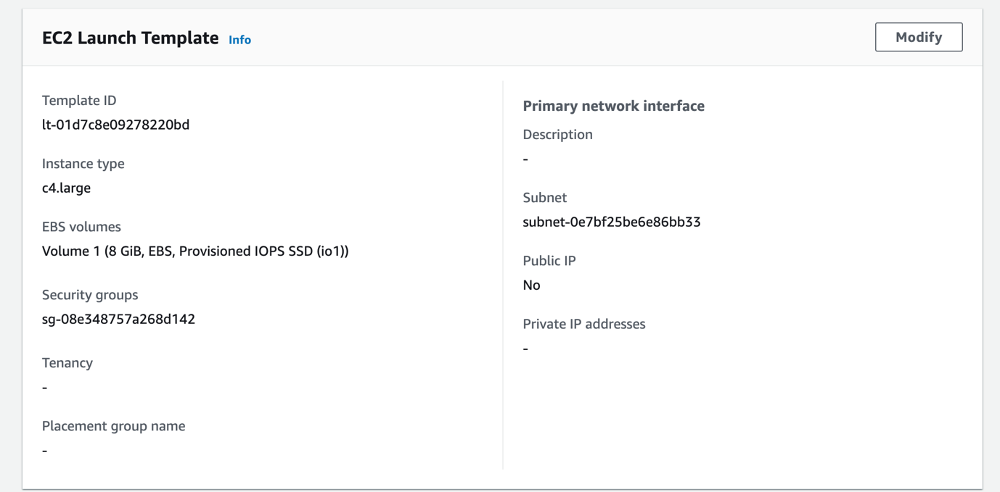 EC2 Launch Template Info
Modify
Template ID
lt-01d7c8e09278220bd
Instance type
c4.large
EBS volumes
Volume 1 (8 GiB, EBS, Provisioned IOPS SSD (io1))
Security groups
sg-08e348757a268d142
Tenancy
-
Placement group name
-
Primary network interface
Description
-
Subnet
subnet-0e7bf25be6e86bb33
Public IP
No
Private IP addresses
-